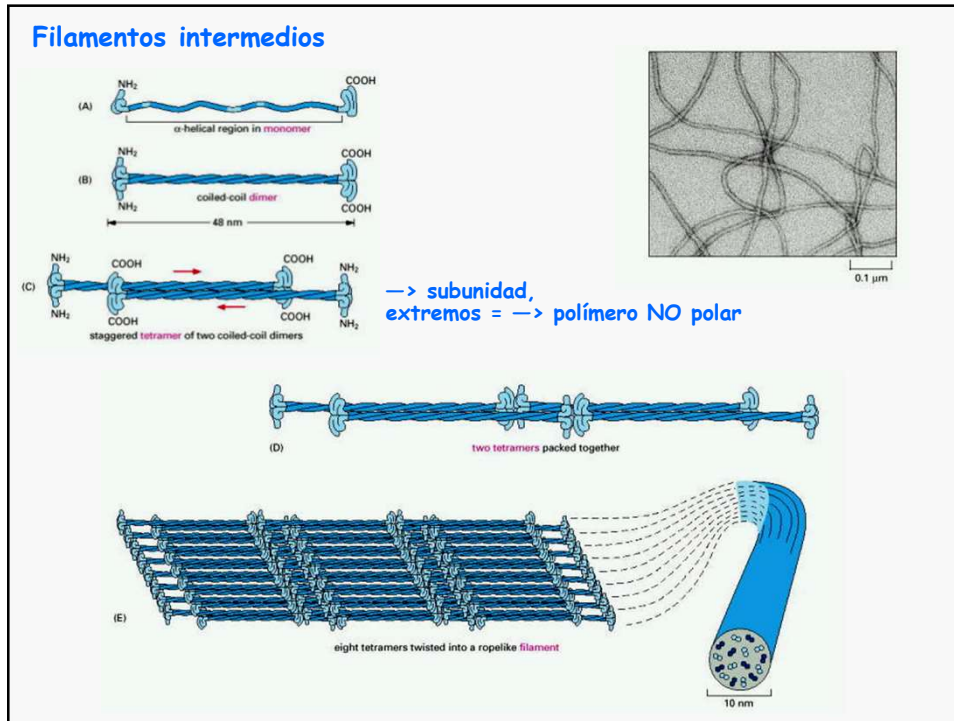 Filamentos intermedios
NH₂
COOH
(A)
α-helical region in monomer
NH₂
COOH
(B)
coiled-coil dimer
NH₂
COOH
48 nm
NH₂
COOH
COOH
NH₂
(C)
NH₂
COOH
COOH
NH₂
staggered tetramer of two coiled-coil dimers
0.1 µm
—> subunidad,
extremos = —> polímero NO polar
(D)
two tetramers packed together
(E)
eight tetramers twisted into a ropelike filament
10 nm